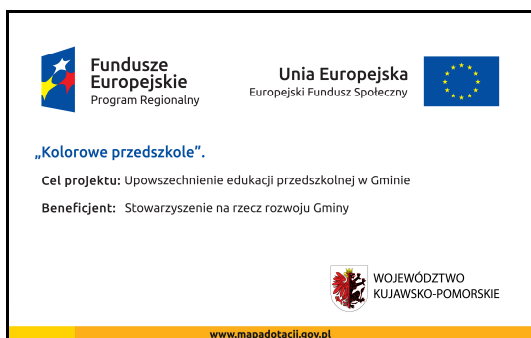 Fundusze
Europejskie
Program Regionalny
Unia Europejska
Europejski Fundusz Społeczny
„Kolorowe przedszkole”.
Cel projektu: Upowszechnienie edukacji przedszkolnej w Gminie
Beneficjent: Stowarzyszenie na rzecz rozwoju Gminy
WOJEWÓDZTWO
KUJAWSKO-POMORSKIE
www.mapadotacji.gov.pl